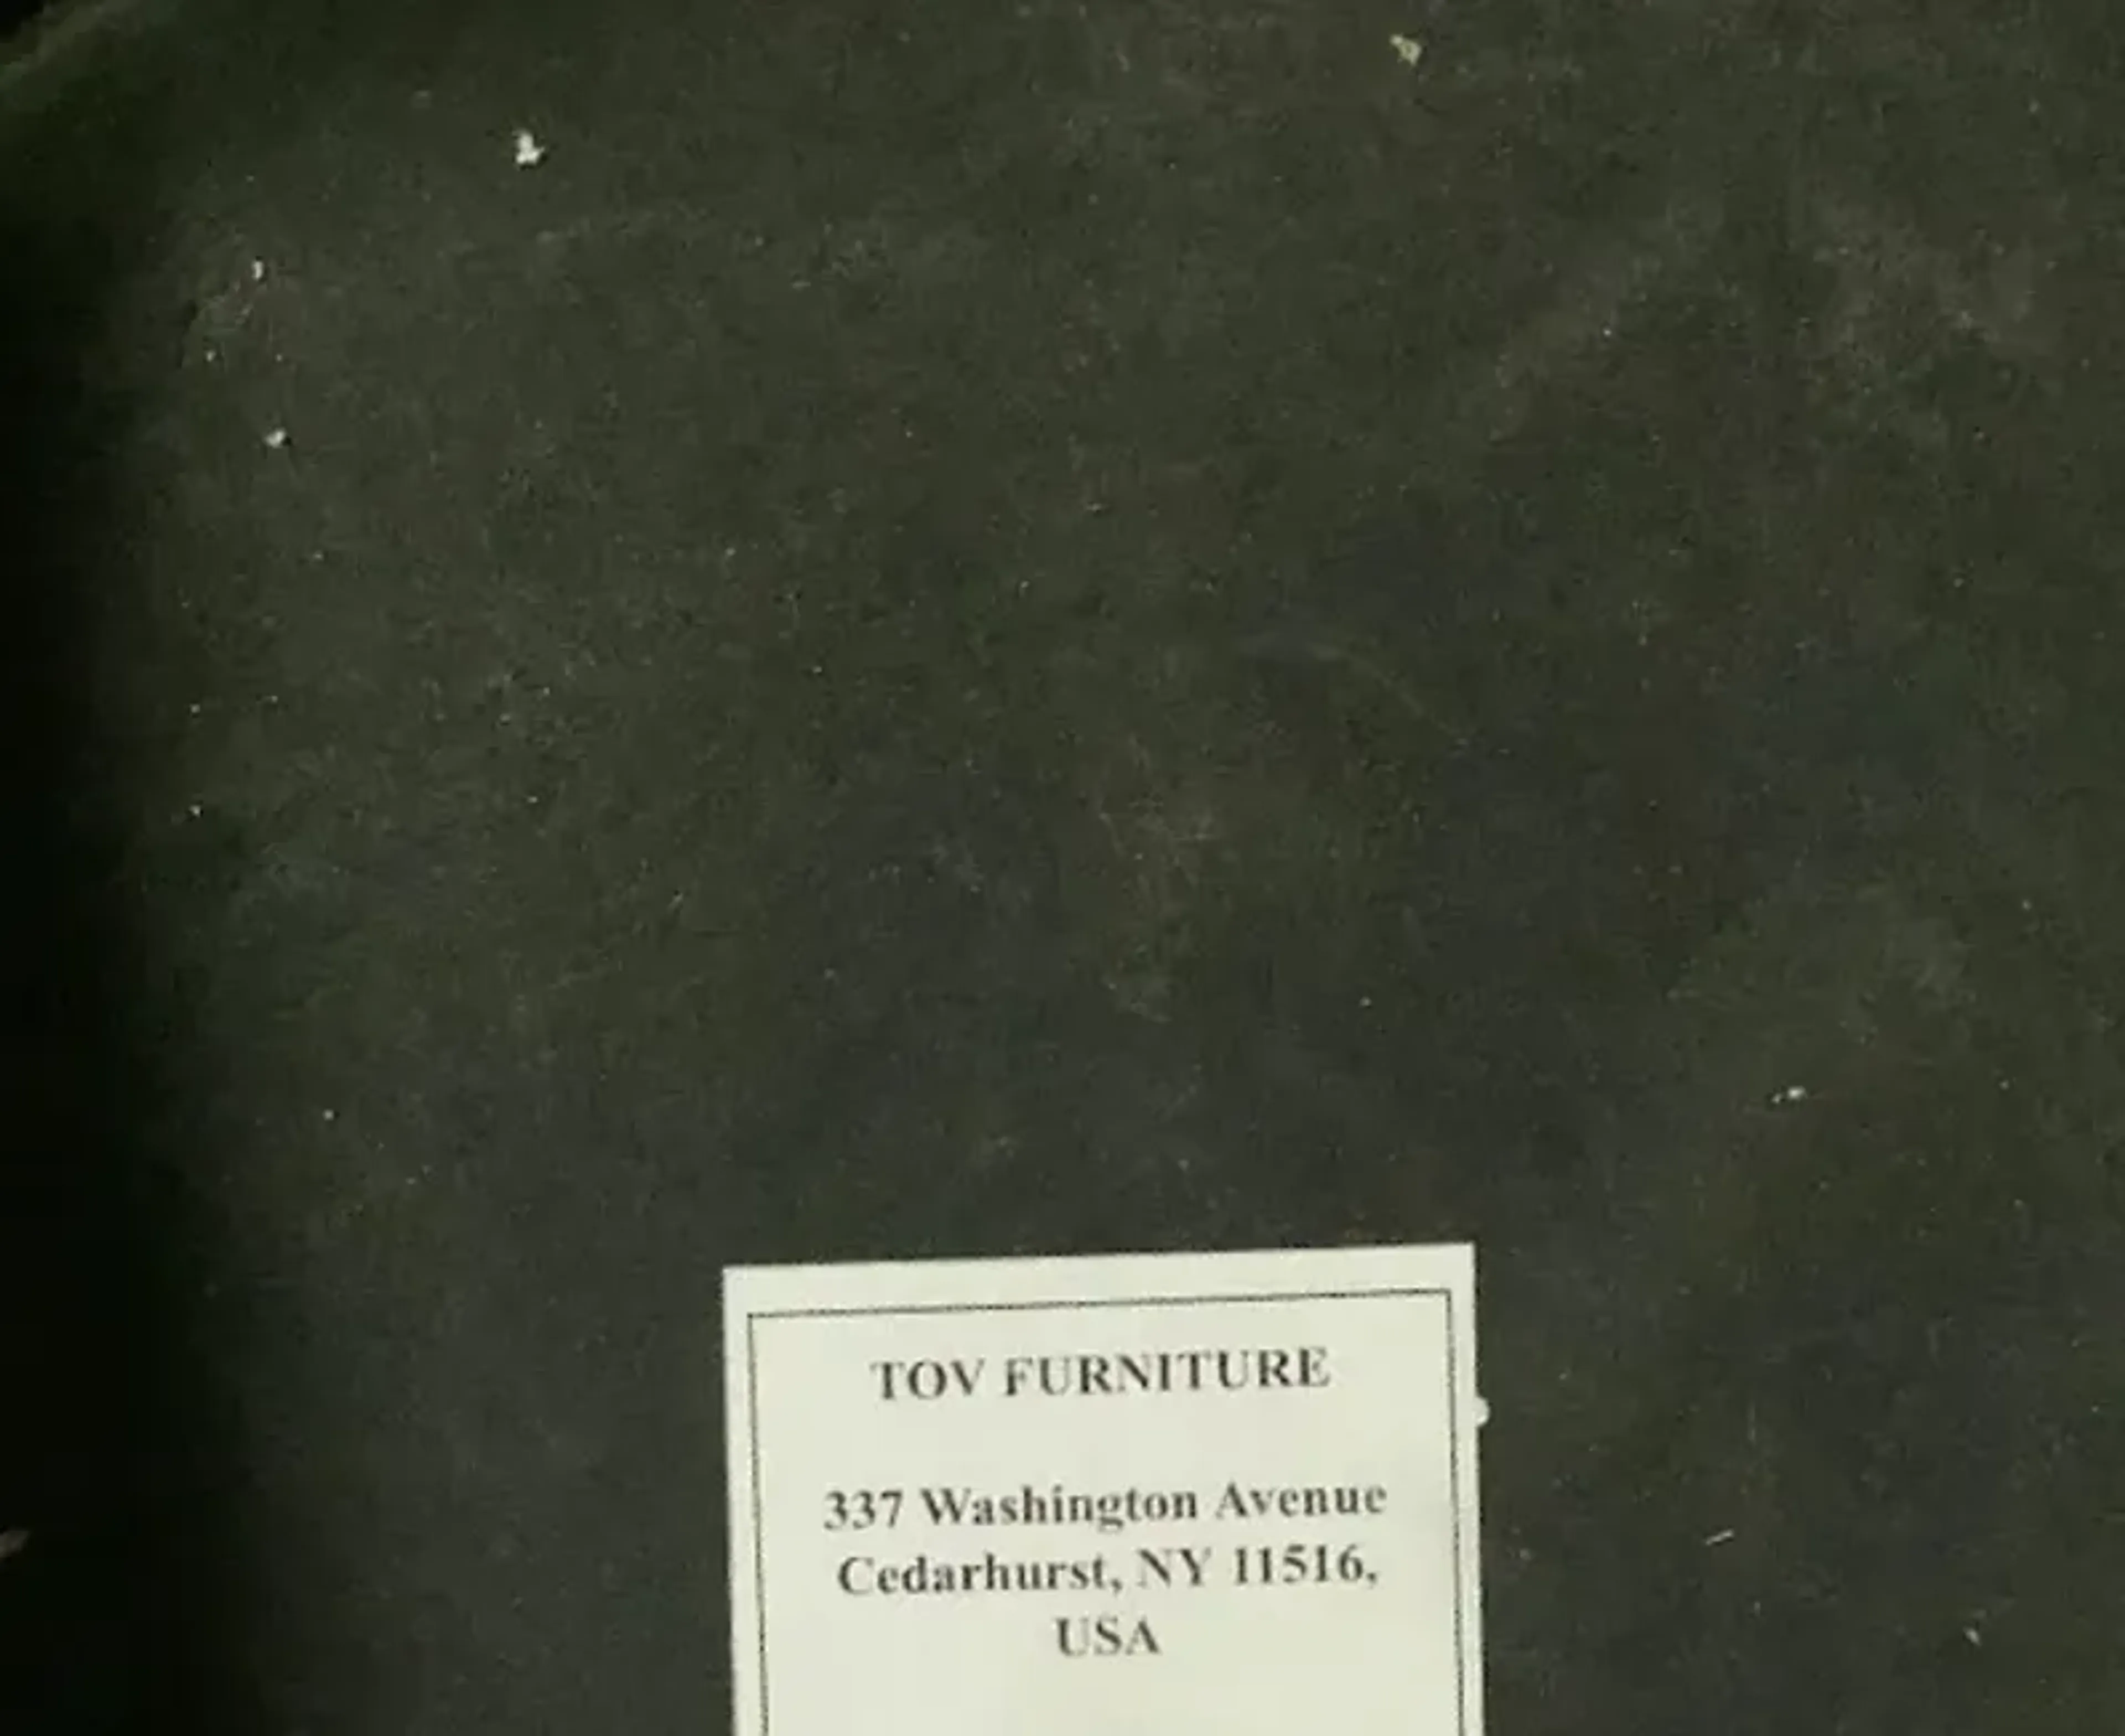 TOV FURNITURE
337 Washington Avenue
Cedarhurst, NY 11516,
USA